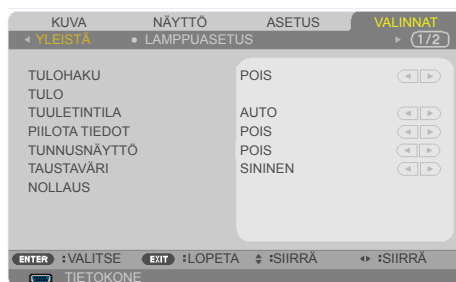 KUVA NÄYTTÖ ASETUS VALINNAT
YLEISTÄ • LAMPPUASETUS 1/2
TULOHAKU POIS
TULO
TUULETINTILA AUTO
PIILOTA TIEDOT POIS
TUNNUSNÄYTTÖ POIS
TAUSTAVÄRI SININEN
NOLLAUS
ENTER :VALITSE EXIT :LOPETA :SIIRRÄ :SIIRRÄ
TIETOKONE